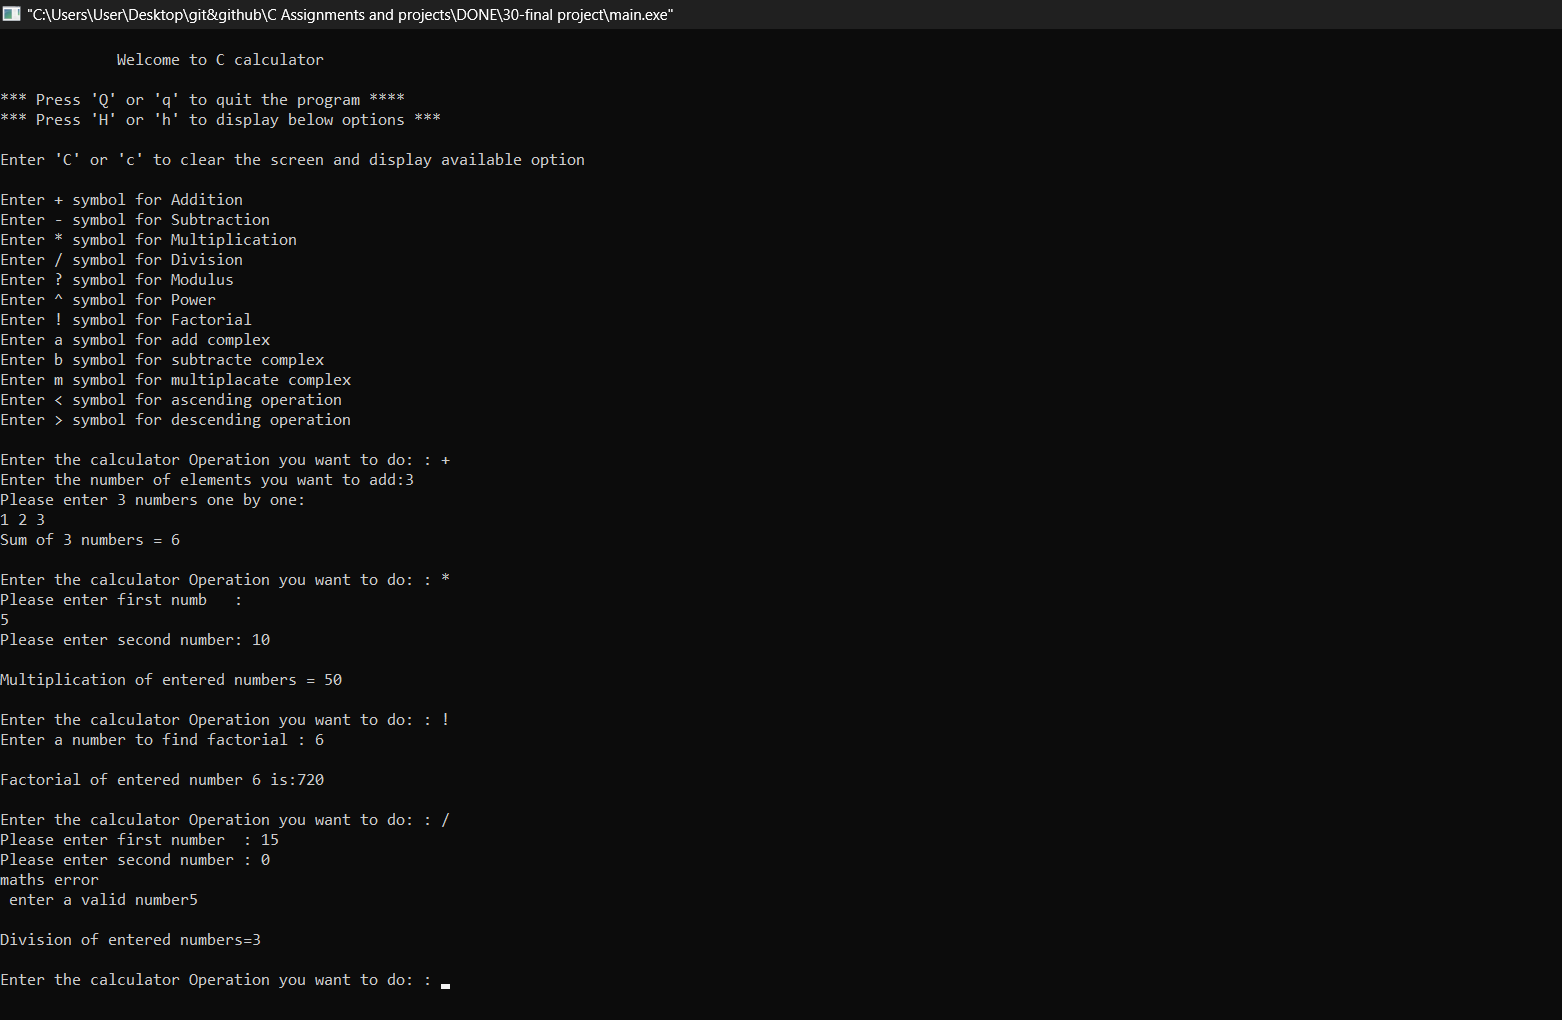 "C:\Users\User\Desktop\git&github\C Assignments and projects\DONE\30-final project\main.exe"
Welcome to C calculator
*** Press 'Q' or 'q' to quit the program ****
*** Press 'H' or 'h' to display below options ***
Enter 'C' or 'c' to clear the screen and display available option
Enter + symbol for Addition
Enter - symbol for Subtraction
Enter * symbol for Multiplication
Enter / symbol for Division
Enter ? symbol for Modulus
Enter ^ symbol for Power
Enter ! symbol for Factorial
Enter a symbol for add complex
Enter b symbol for subtracte complex
Enter m symbol for multiplacate complex
Enter < symbol for ascending operation
Enter > symbol for descending operation
Enter the calculator Operation you want to do: : +
Enter the number of elements you want to add:3
Please enter 3 numbers one by one:
1 2 3
Sum of 3 numbers = 6
Enter the calculator Operation you want to do: : *
Please enter first numb   :
5
Please enter second number: 10
Multiplication of entered numbers = 50
Enter the calculator Operation you want to do: : !
Enter a number to find factorial : 6
Factorial of entered number 6 is:720
Enter the calculator Operation you want to do: : /
Please enter first number  : 15
Please enter second number : 0
maths error
enter a valid number5
Division of entered numbers=3
Enter the calculator Operation you want to do: :